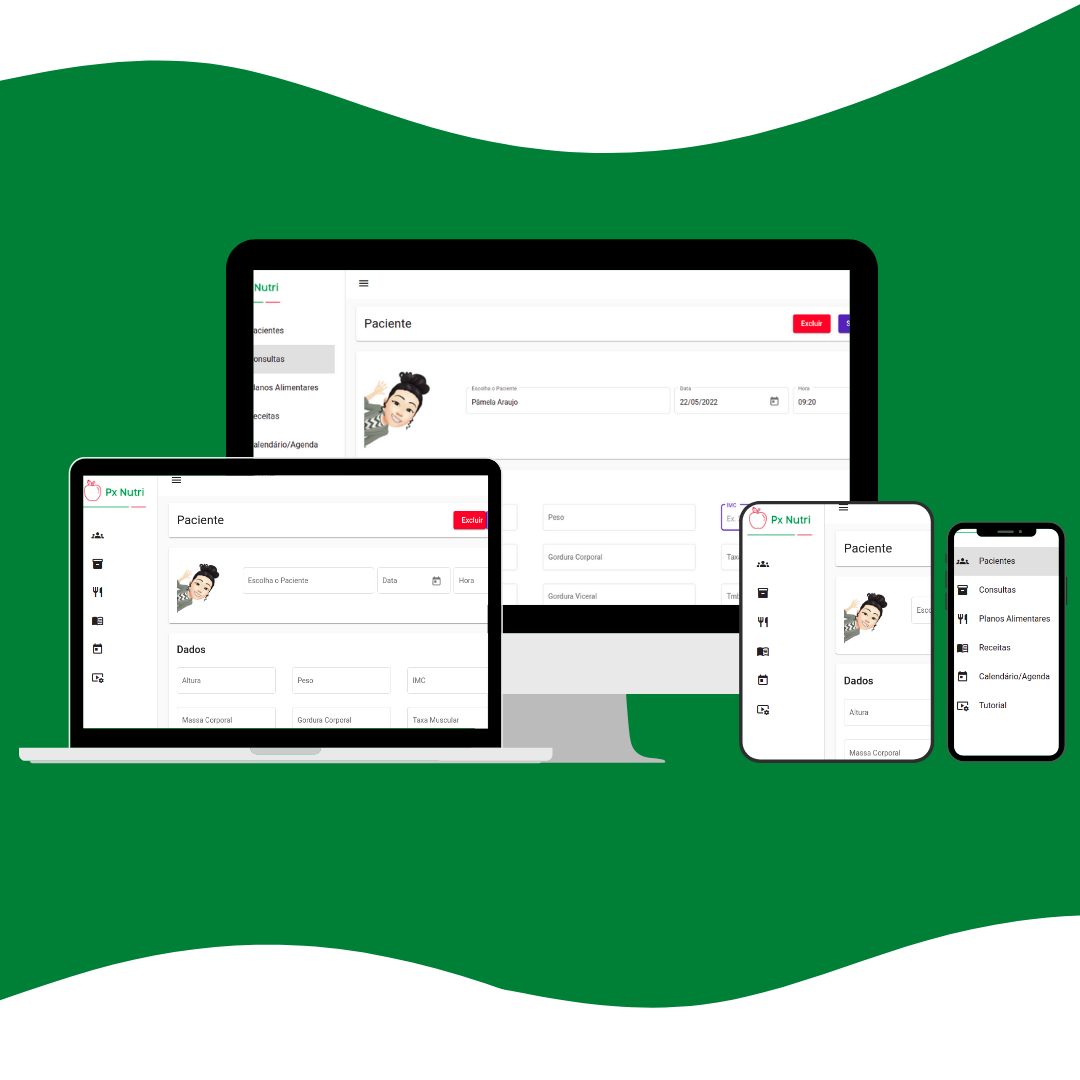 Nutri
Paciente
Excluir
S
acientes
onsultas
lanos Alimentares
eceitas
alendário/Agenda
Escolha o Paciente
Pâmela Araujo
Data
22/05/2022
Hora
09:20
Peso
IMC
Ex.
Gordura Corporal
Taxa
Gordura Viceral
Tmb
Px Nutri
Paciente
Excluir
Escolha o Paciente
Data
Hora
Dados
Altura
Peso
IMC
Massa Corporal
Gordura Corporal
Taxa Muscular
Px Nutri
Paciente
Esco
Dados
Altura
Massa Corporal
Pacientes
Consultas
Planos Alimentares
Receitas
Calendário/Agenda
Tutorial